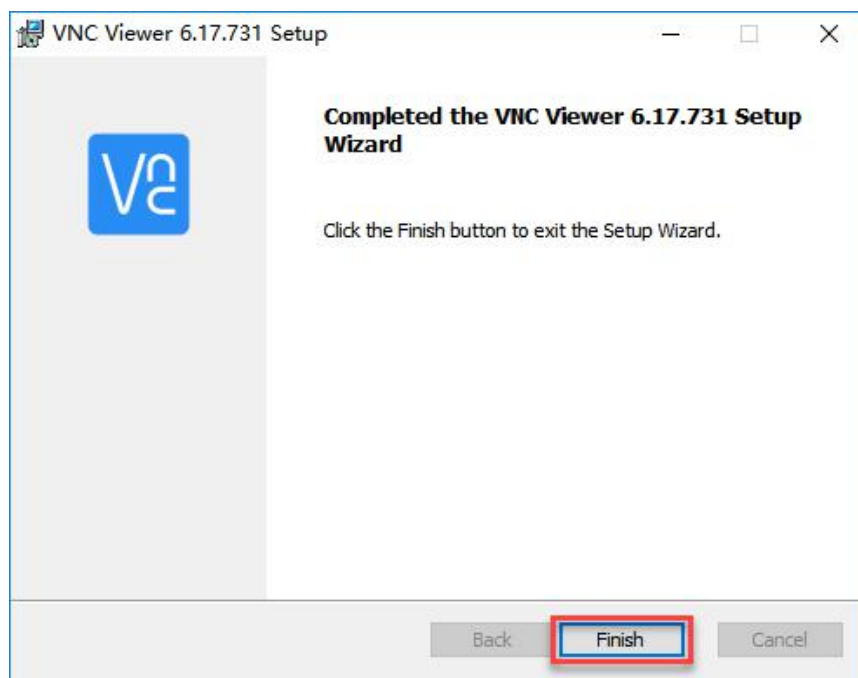 VNC Viewer 6.17.731 Setup
Completed the VNC Viewer 6.17.731 Setup
Wizard
Vnc
Click the Finish button to exit the Setup Wizard.
Back
Finish
Cancel